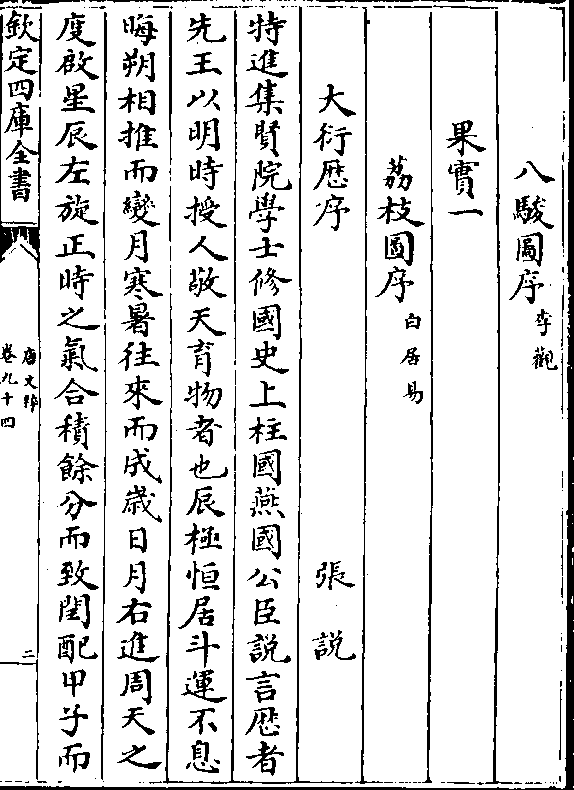 八駿圖序 李觀
果實一
荔枝圖序 白居易
大衍厯序 張說
特進集賢院學士修國史上柱國燕國公臣說言厯者
先王以明時授人敬天育物者也辰極恒居斗運不息
晦朔相推而變月寒暑往來而成歲日月右進周天之
度啟星辰左旋正時之氣合積餘分而致閏配甲子而
欽定四庫全書
唐文粹
卷九十四
二